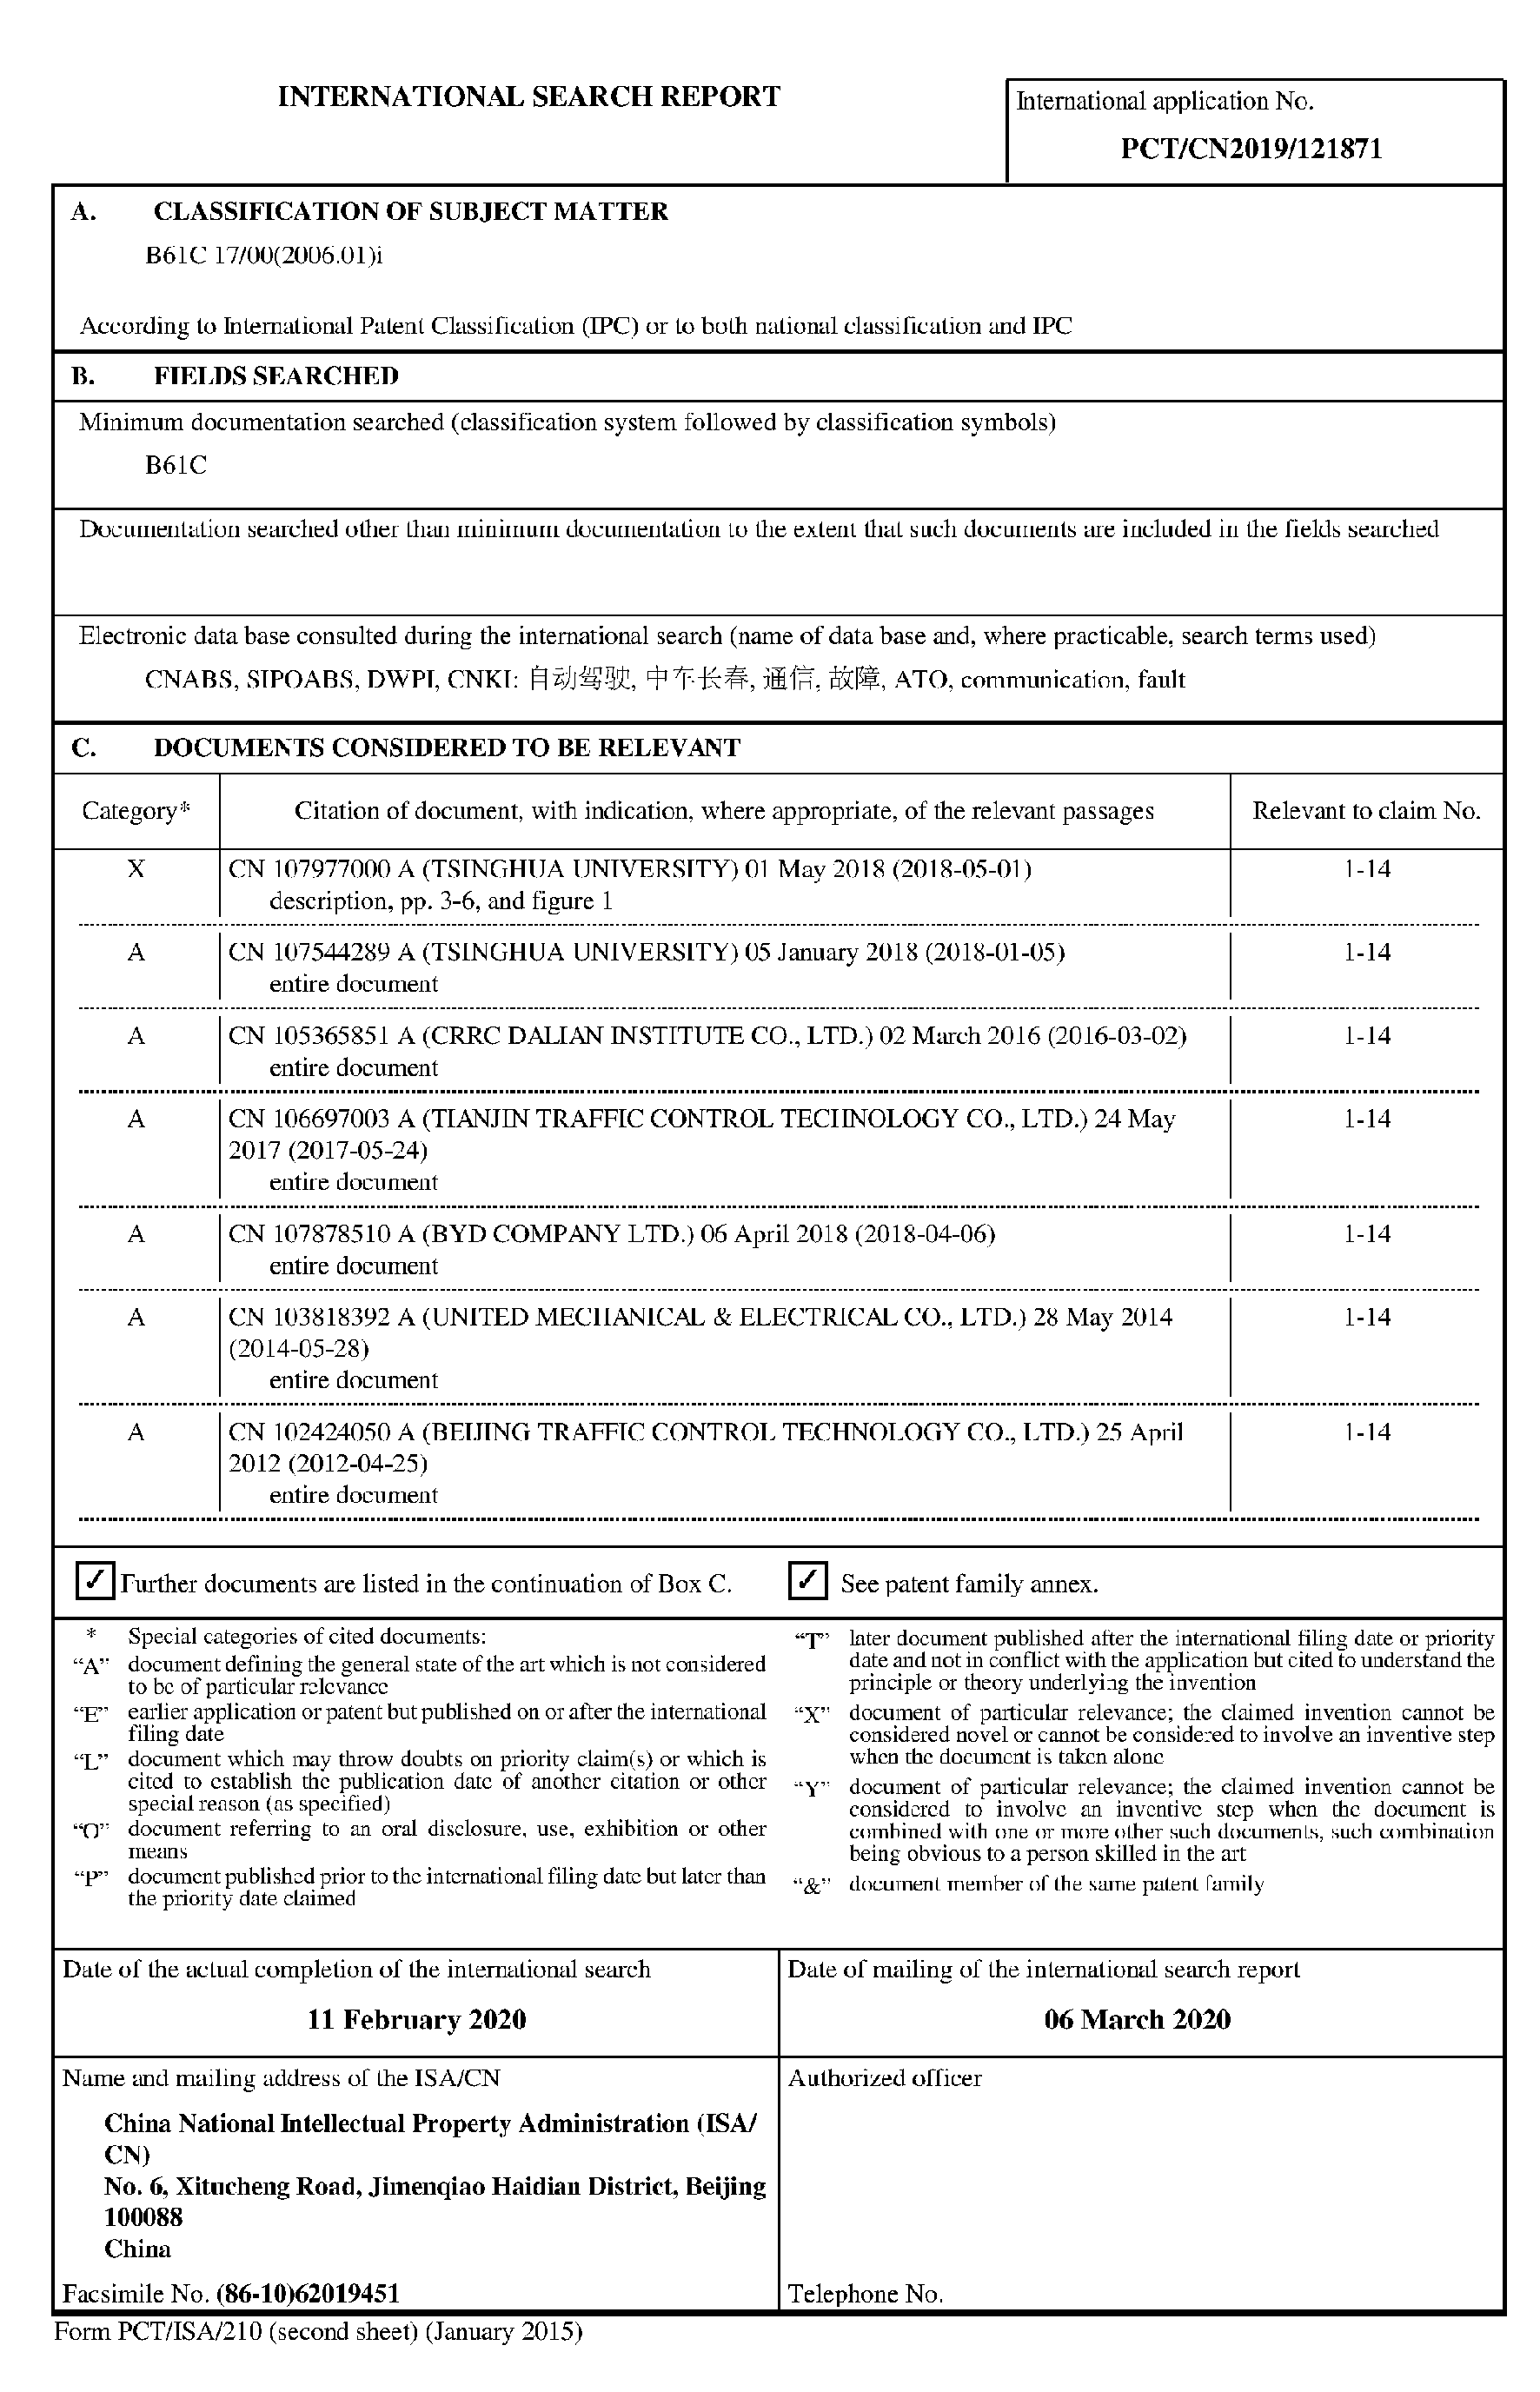 INTERNATIONAL SEARCH REPORT
International application No.
PCT/CN2019/121871
A. CLASSIFICATION OF SUBJECT MATTER
B61C 17/00(2006.01)i
According to International Patent Classification (IPC) or to both national classification and IPC
B. FIELDS SEARCHED
Minimum documentation searched (classification system followed by classification symbols)
B61C
Documentation searched other than minimum documentation to the extent that such documents are included in the fields searched
Electronic data base consulted during the international search (name of data base and, where practicable, search terms used)
CNABS, SIPOABS, DWPI, CNKI: 自动驾驶, 中车长春, 通信, 故障, ATO, communication, fault
C. DOCUMENTS CONSIDERED TO BE RELEVANT
Category* Citation of document, with indication, where appropriate, of the relevant passages Relevant to claim No.
X CN 107977000 A (TSINGHUA UNIVERSITY) 01 May 2018 (2018-05-01) 1-14
description, pp. 3-6, and figure 1
A CN 107544289 A (TSINGHUA UNIVERSITY) 05 January 2018 (2018-01-05) 1-14
entire document
A CN 105365851 A (CRRC DALIAN INSTITUTE CO., LTD.) 02 March 2016 (2016-03-02) 1-14
entire document
A CN 106697003 A (TIANJIN TRAFFIC CONTROL TECHNOLOGY CO., LTD.) 24 May 1-14
2017 (2017-05-24)
entire document
A CN 107878510 A (BYD COMPANY LTD.) 06 April 2018 (2018-04-06) 1-14
entire document
A CN 103818392 A (UNITED MECHANICAL & ELECTRICAL CO., LTD.) 28 May 2014 1-14
(2014-05-28)
entire document
A CN 102424050 A (BEIJING TRAFFIC CONTROL TECHNOLOGY CO., LTD.) 25 April 1-14
2012 (2012-04-25)
entire document
✓ Further documents are listed in the continuation of Box C. ✓ See patent family annex.
* Special categories of cited documents:
“A” document defining the general state of the art which is not considered
to be of particular relevance
“E” earlier application or patent but published on or after the international
filing date
“L” document which may throw doubts on priority claim(s) or which is
cited to establish the publication date of another citation or other
special reason (as specified)
“O” document referring to an oral disclosure, use, exhibition or other
means
“P” document published prior to the international filing date but later than
the priority date claimed
“T” later document published after the international filing date or priority
date and not in conflict with the application but cited to understand the
principle or theory underlying the invention
“X” document of particular relevance; the claimed invention cannot be
considered novel or cannot be considered to involve an inventive step
when the document is taken alone
“Y” document of particular relevance; the claimed invention cannot be
considered to involve an inventive step when the document is
combined with one or more other such documents, such combination
being obvious to a person skilled in the art
“&” document member of the same patent family
Date of the actual completion of the international search
11 February 2020
Date of mailing of the international search report
06 March 2020
Name and mailing address of the ISA/CN
China National Intellectual Property Administration (ISA/
CN)
No. 6, Xitucheng Road, Jimenqiao Haidian District, Beijing
100088
China
Facsimile No. (86-10)62019451
Authorized officer
Telephone No.
Form PCT/ISA/210 (second sheet) (January 2015)